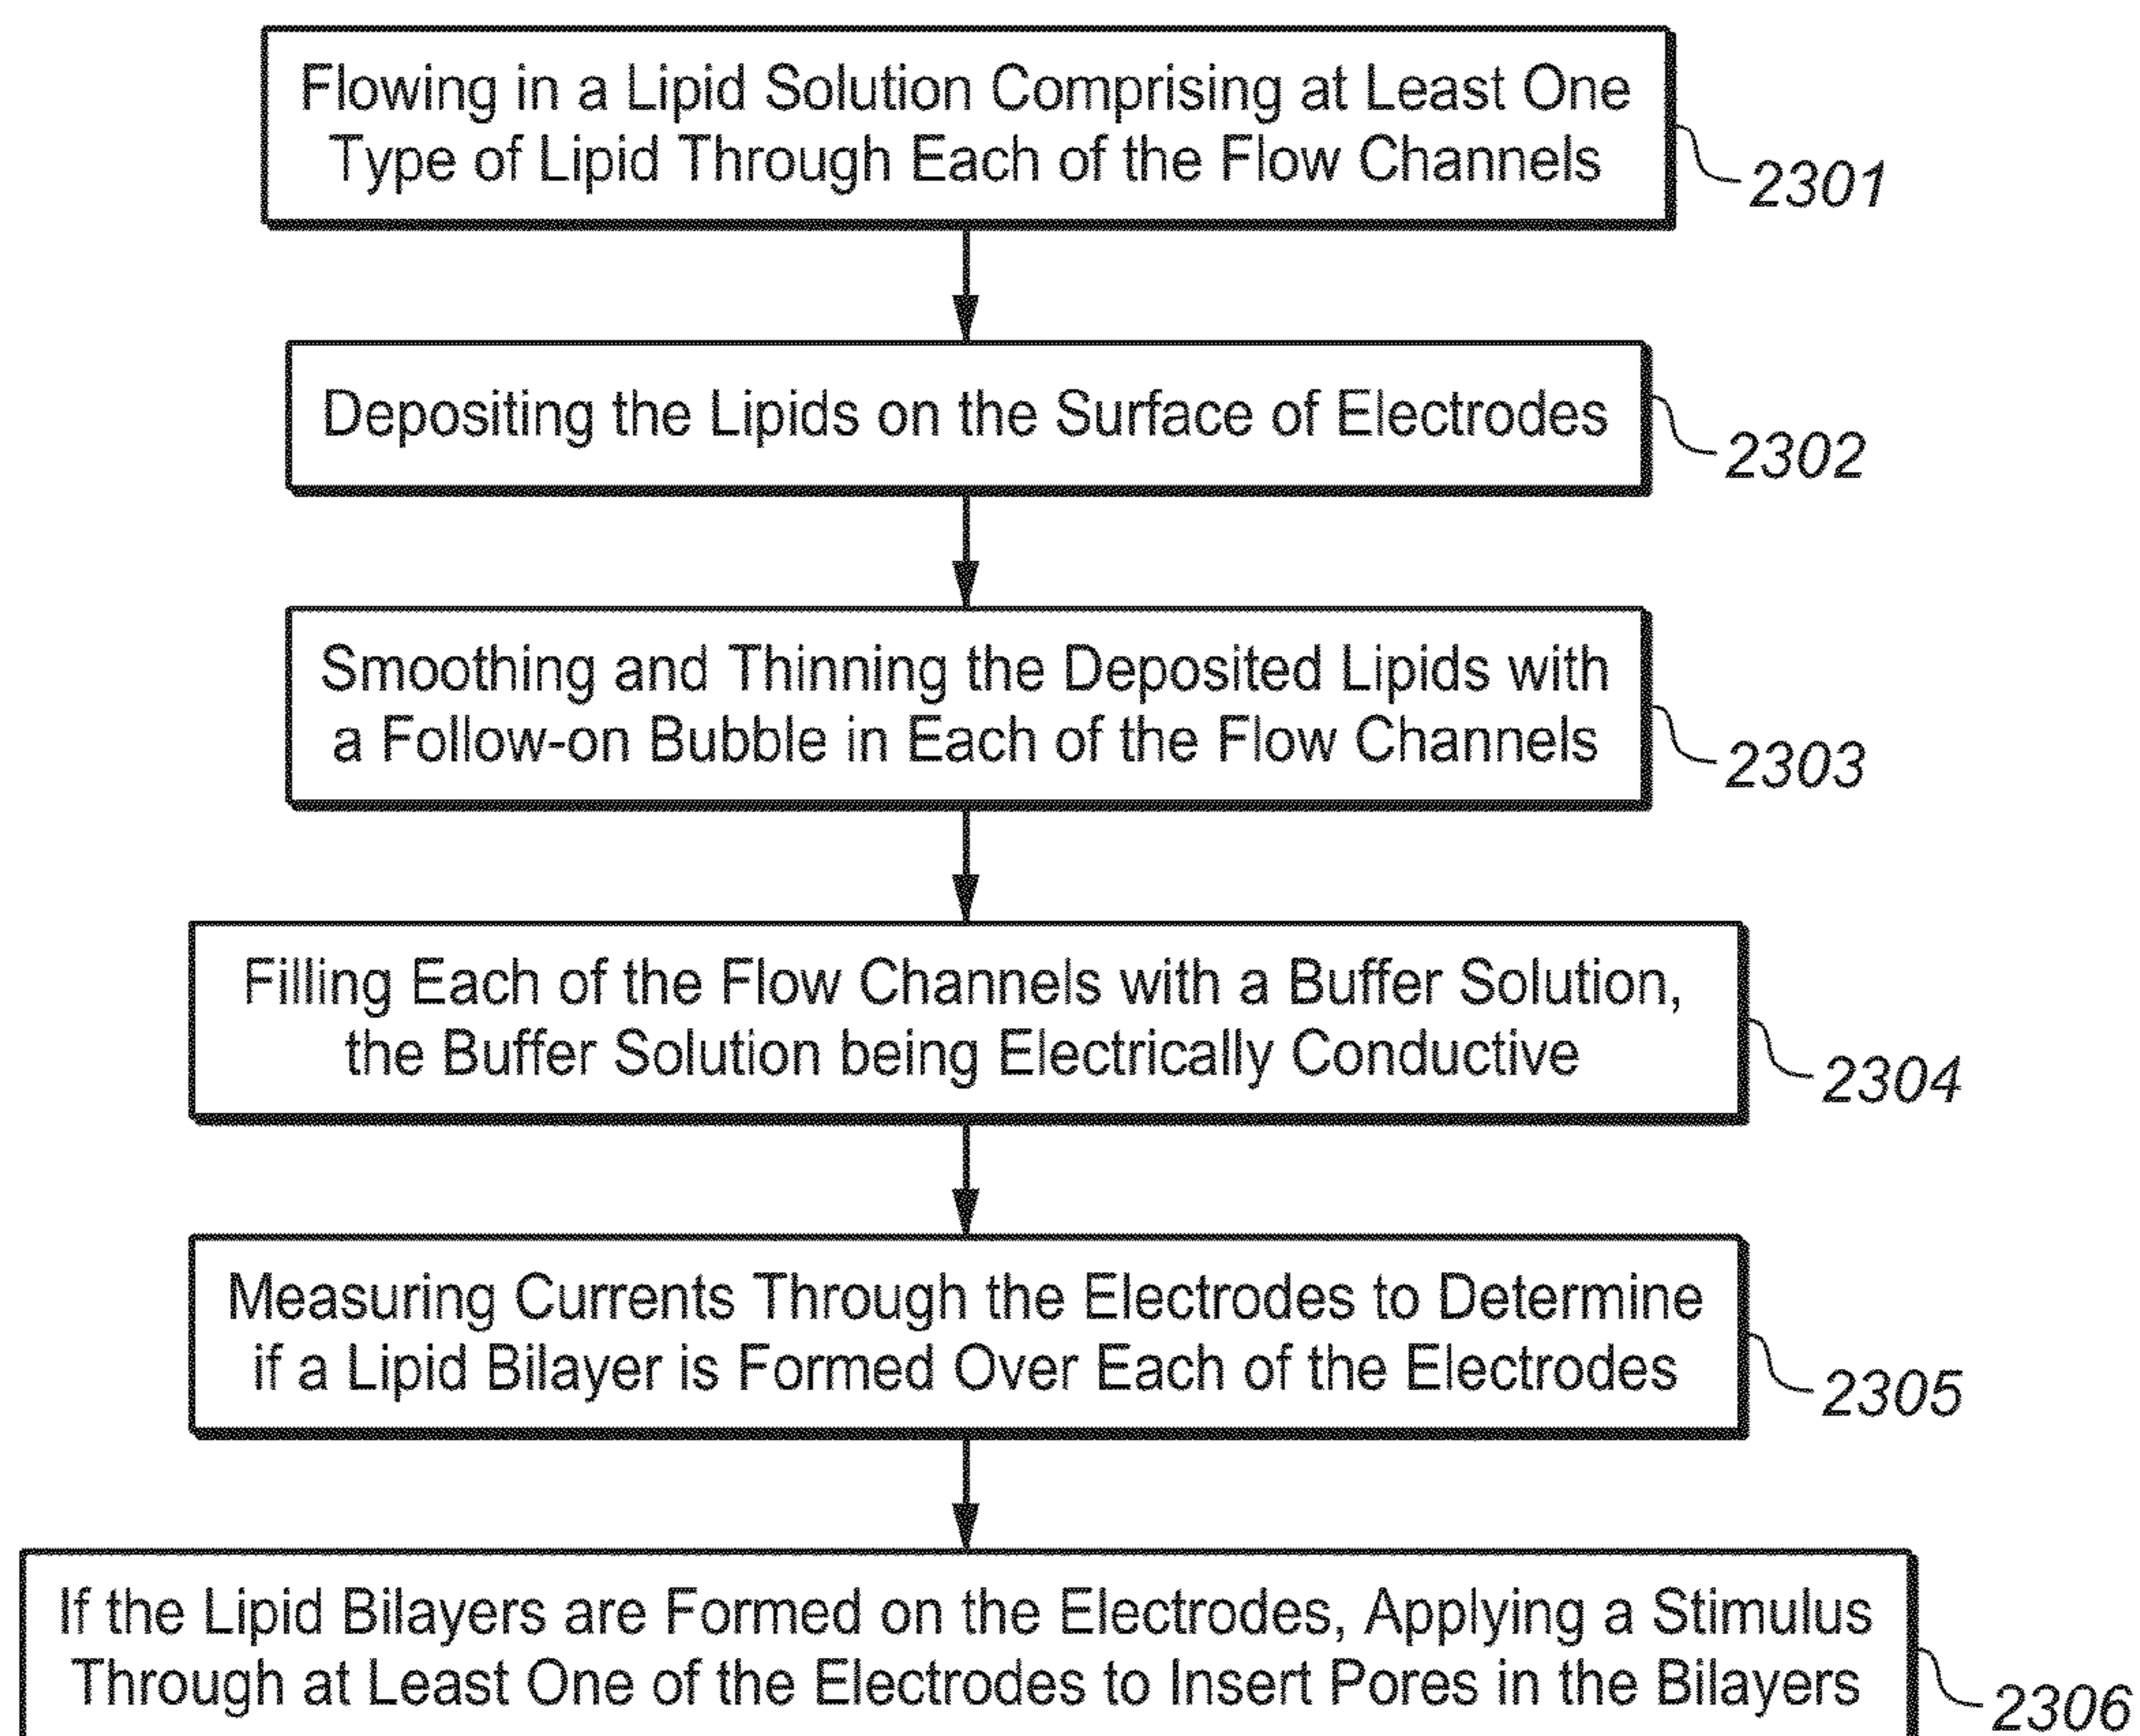 Flowing in a Lipid Solution Comprising at Least One
Type of Lipid Through Each of the Flow Channels
2301
Depositing the Lipids on the Surface of Electrodes
2302
Smoothing and Thinning the Deposited Lipids with
a Follow-on Bubble in Each of the Flow Channels
2303
Filling Each of the Flow Channels with a Buffer Solution,
the Buffer Solution being Electrically Conductive
2304
Measuring Currents Through the Electrodes to Determine
if a Lipid Bilayer is Formed Over Each of the Electrodes
2305
If the Lipid Bilayers are Formed on the Electrodes, Applying a Stimulus
Through at Least One of the Electrodes to Insert Pores in the Bilayers
2306